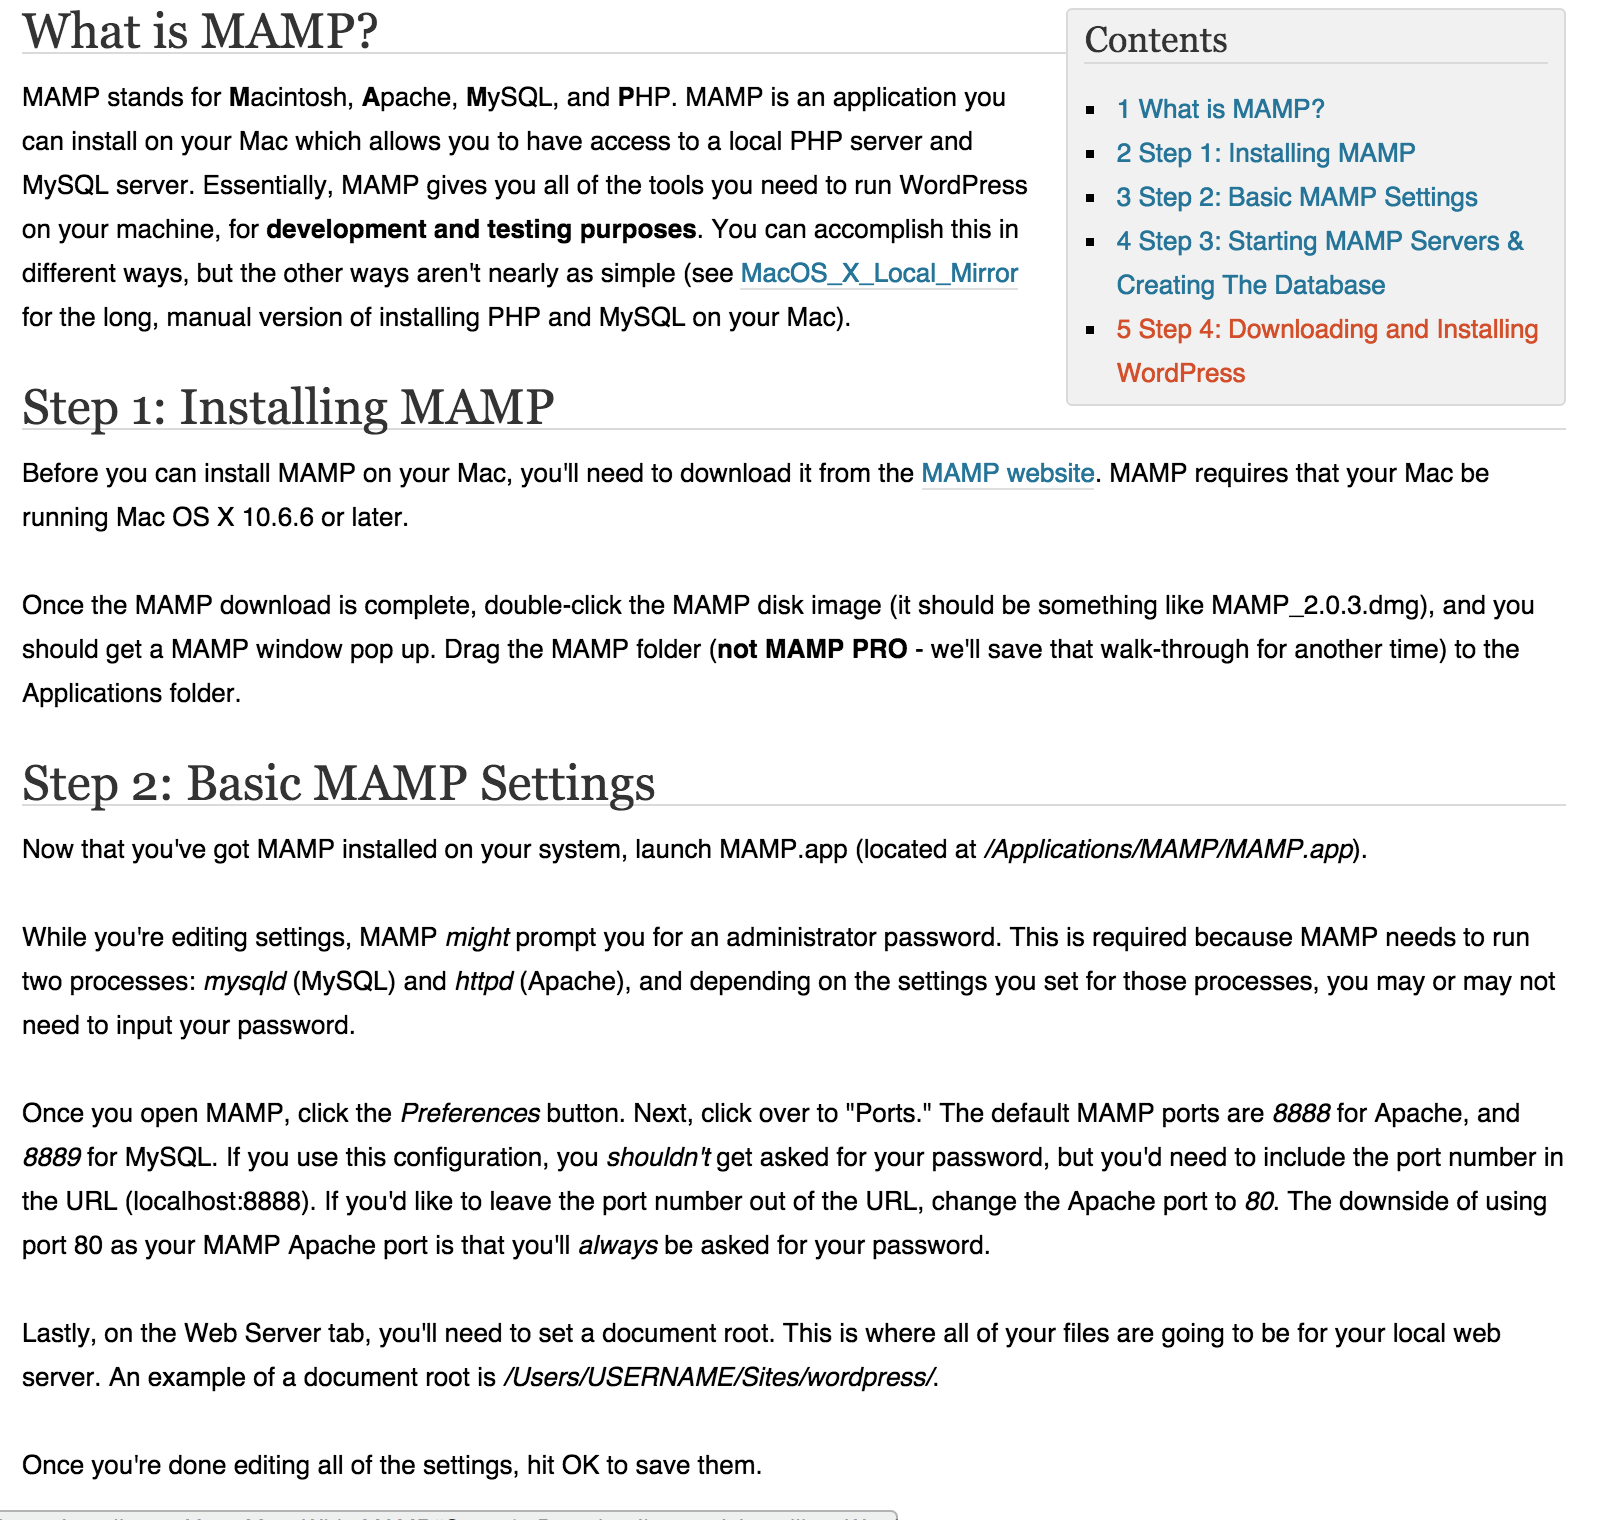 What is MAMP?
MAMP stands for Macintosh, Apache, MySQL, and PHP. MAMP is an application you
can install on your Mac which allows you to have access to a local PHP server and
MySQL server. Essentially, MAMP gives you all of the tools you need to run WordPress
on your machine, for development and testing purposes. You can accomplish this in
different ways, but the other ways aren't nearly as simple (see MacOS_X_Local_Mirror
for the long, manual version of installing PHP and MySQL on your Mac).
Contents
1 What is MAMP?
2 Step 1: Installing MAMP
3 Step 2: Basic MAMP Settings
4 Step 3: Starting MAMP Servers &
Creating The Database
5 Step 4: Downloading and Installing
WordPress
Step 1: Installing MAMP
Before you can install MAMP on your Mac, you'll need to download it from the MAMP website. MAMP requires that your Mac be
running Mac OS X 10.6.6 or later.
Once the MAMP download is complete, double-click the MAMP disk image (it should be something like MAMP_2.0.3.dmg), and you
should get a MAMP window pop up. Drag the MAMP folder (not MAMP PRO - we'll save that walk-through for another time) to the
Applications folder.
Step 2: Basic MAMP Settings
Now that you've got MAMP installed on your system, launch MAMP.app (located at /Applications/MAMP/MAMP.app).
While you're editing settings, MAMP might prompt you for an administrator password. This is required because MAMP needs to run
two processes: mysqld (MySQL) and httpd (Apache), and depending on the settings you set for those processes, you may or may not
need to input your password.
Once you open MAMP, click the Preferences button. Next, click over to "Ports." The default MAMP ports are 8888 for Apache, and
8889 for MySQL. If you use this configuration, you shouldn't get asked for your password, but you'd need to include the port number in
the URL (localhost:8888). If you'd like to leave the port number out of the URL, change the Apache port to 80. The downside of using
port 80 as your MAMP Apache port is that you'll always be asked for your password.
Lastly, on the Web Server tab, you'll need to set a document root. This is where all of your files are going to be for your local web
server. An example of a document root is /Users/USERNAME/Sites/wordpress/.
Once you're done editing all of the settings, hit OK to save them.